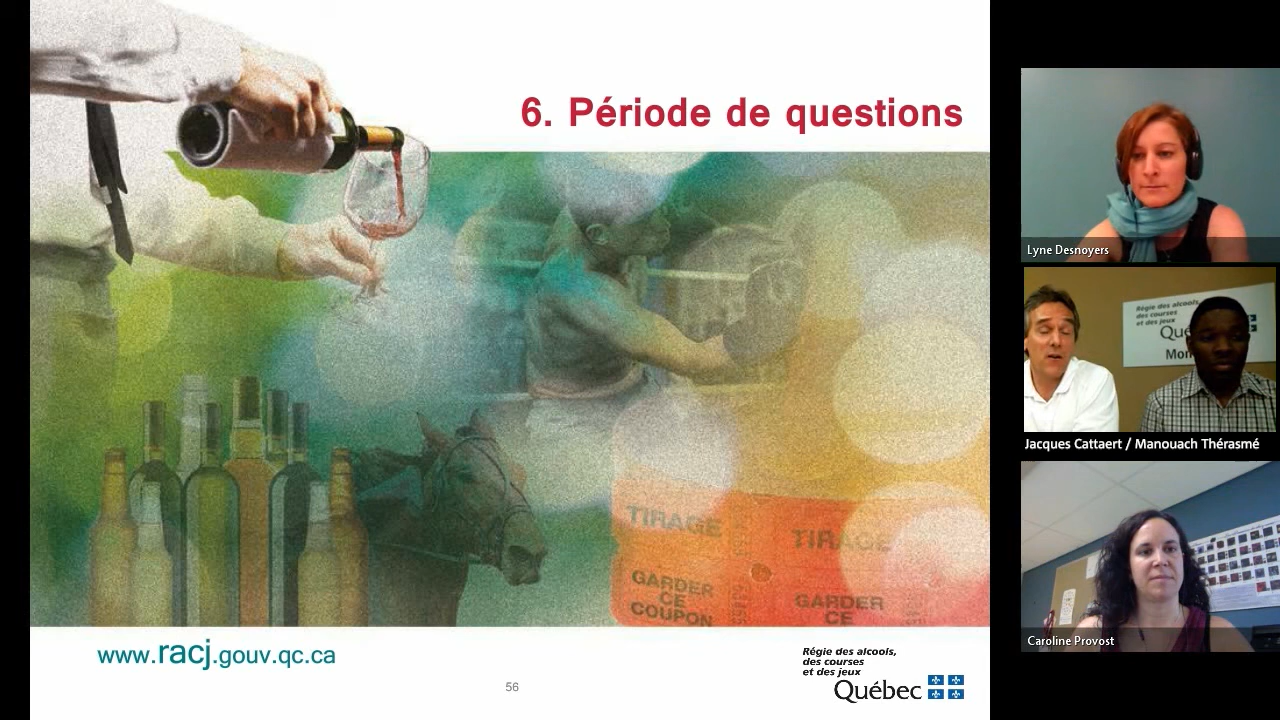 6. Période de questions
TIRAGE
TIRAGE
GARDER
CE
COUPON
GARDER
CE
www.racj.gouv.qc.ca
56
Régie des alcools,
des courses
et des jeux
Québec
Lyne Desnoyers
Régie des alcools,
des courses
et des jeux
Qué
Mon
Jacques Cattaert / Manouach Thérasmé
Caroline Provost